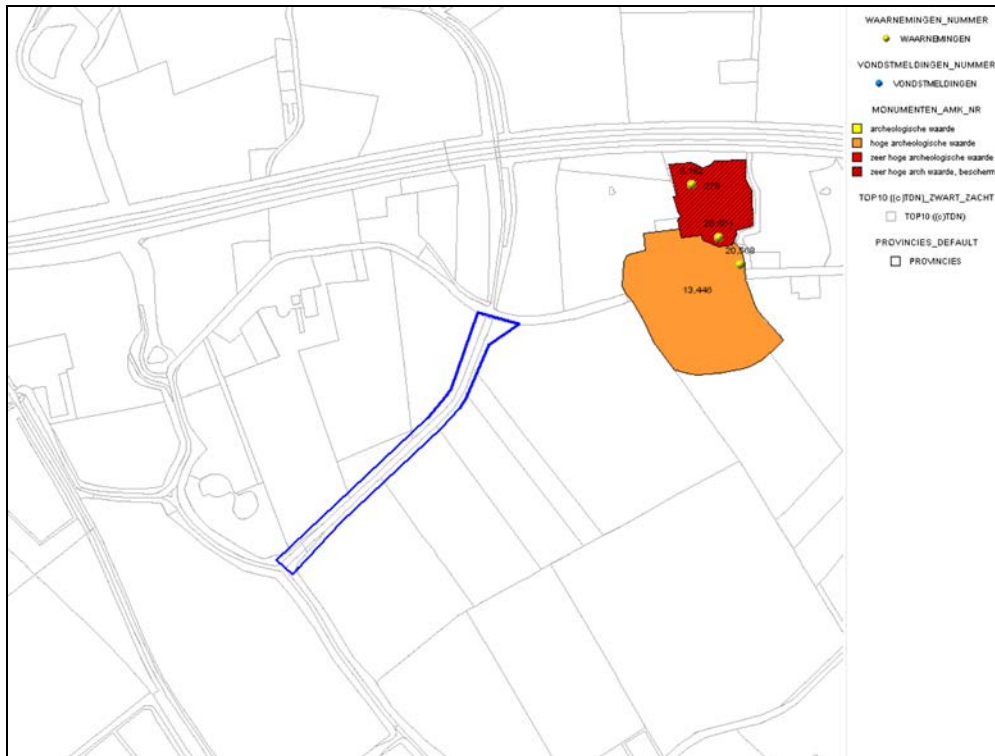 WAARNEMINGEN_NUMMER
WAARNEMINGEN
VONDSTMELDINGEN_NUMMER
VONDSTMELDINGEN
MONUMENTEN_AMK_NR
archeologische waarde
hoge archeologische waarde
zeer hoge archeologische waarde
zeer hoge arch waarde, bescherm
TOP10 ((c)TDN)_ZWART_ZACHT
TOP10 ((c)TDN)
PROVINCIES_DEFAULT
PROVINCIES
279
13,446